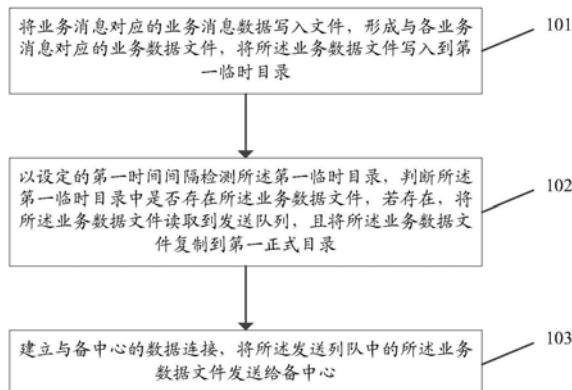 将业务消息对应的业务消息数据写入文件，形成与各业务
消息对应的业务数据文件，将所述业务数据文件写入到第
一临时目录
101
以设定的第一时间间隔检测所述第一临时目录，判断所述
第一临时目录中是否存在所述业务数据文件，若存在，将
所述业务数据文件读取到发送队列，且将所述业务数据文
件复制到第一正式目录
102
建立与备中心的数据连接，将所述发送列队中的所述业务
数据文件发送给备中心
103